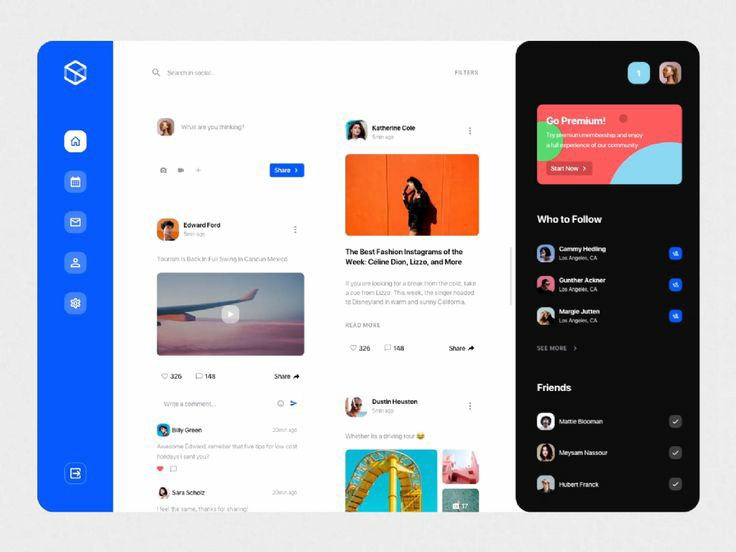 Search in social...
FILTERS
What are you thinking?
Share
Edward Ford
5min ago
Tourism Is Back In Full Swing In Cancun Mexico
326
148
Share
Write a comment...
Billy Green
20min ago
Awesome Edward, remeber that five tips for low cost
holidays I sent you?
Sara Scholz
20min ago
I feel the same, thanks for sharing!
Katherine Cole
5min ago
The Best Fashion Instagrams of the
Week: Céline Dion, Lizzo, and More
If you are looking for a break from the cold, take
a cue from Lizzo: This week, the singer headed
to Disneyland in warm and sunny California.
READ MORE
326
148
Share
Dustin Houston
5min ago
Whether its a driving tour 😂
17
1
Go Premium!
Try premium membership and enjoy
a full experience of our community
Start Now
Who to Follow
Cammy Hedling
Los Angeles, CA
Gunther Ackner
Los Angeles, CA
Margie Jutten
Los Angeles, CA
SEE MORE
Friends
Mattie Blooman
Meysam Nassour
Hubert Franck